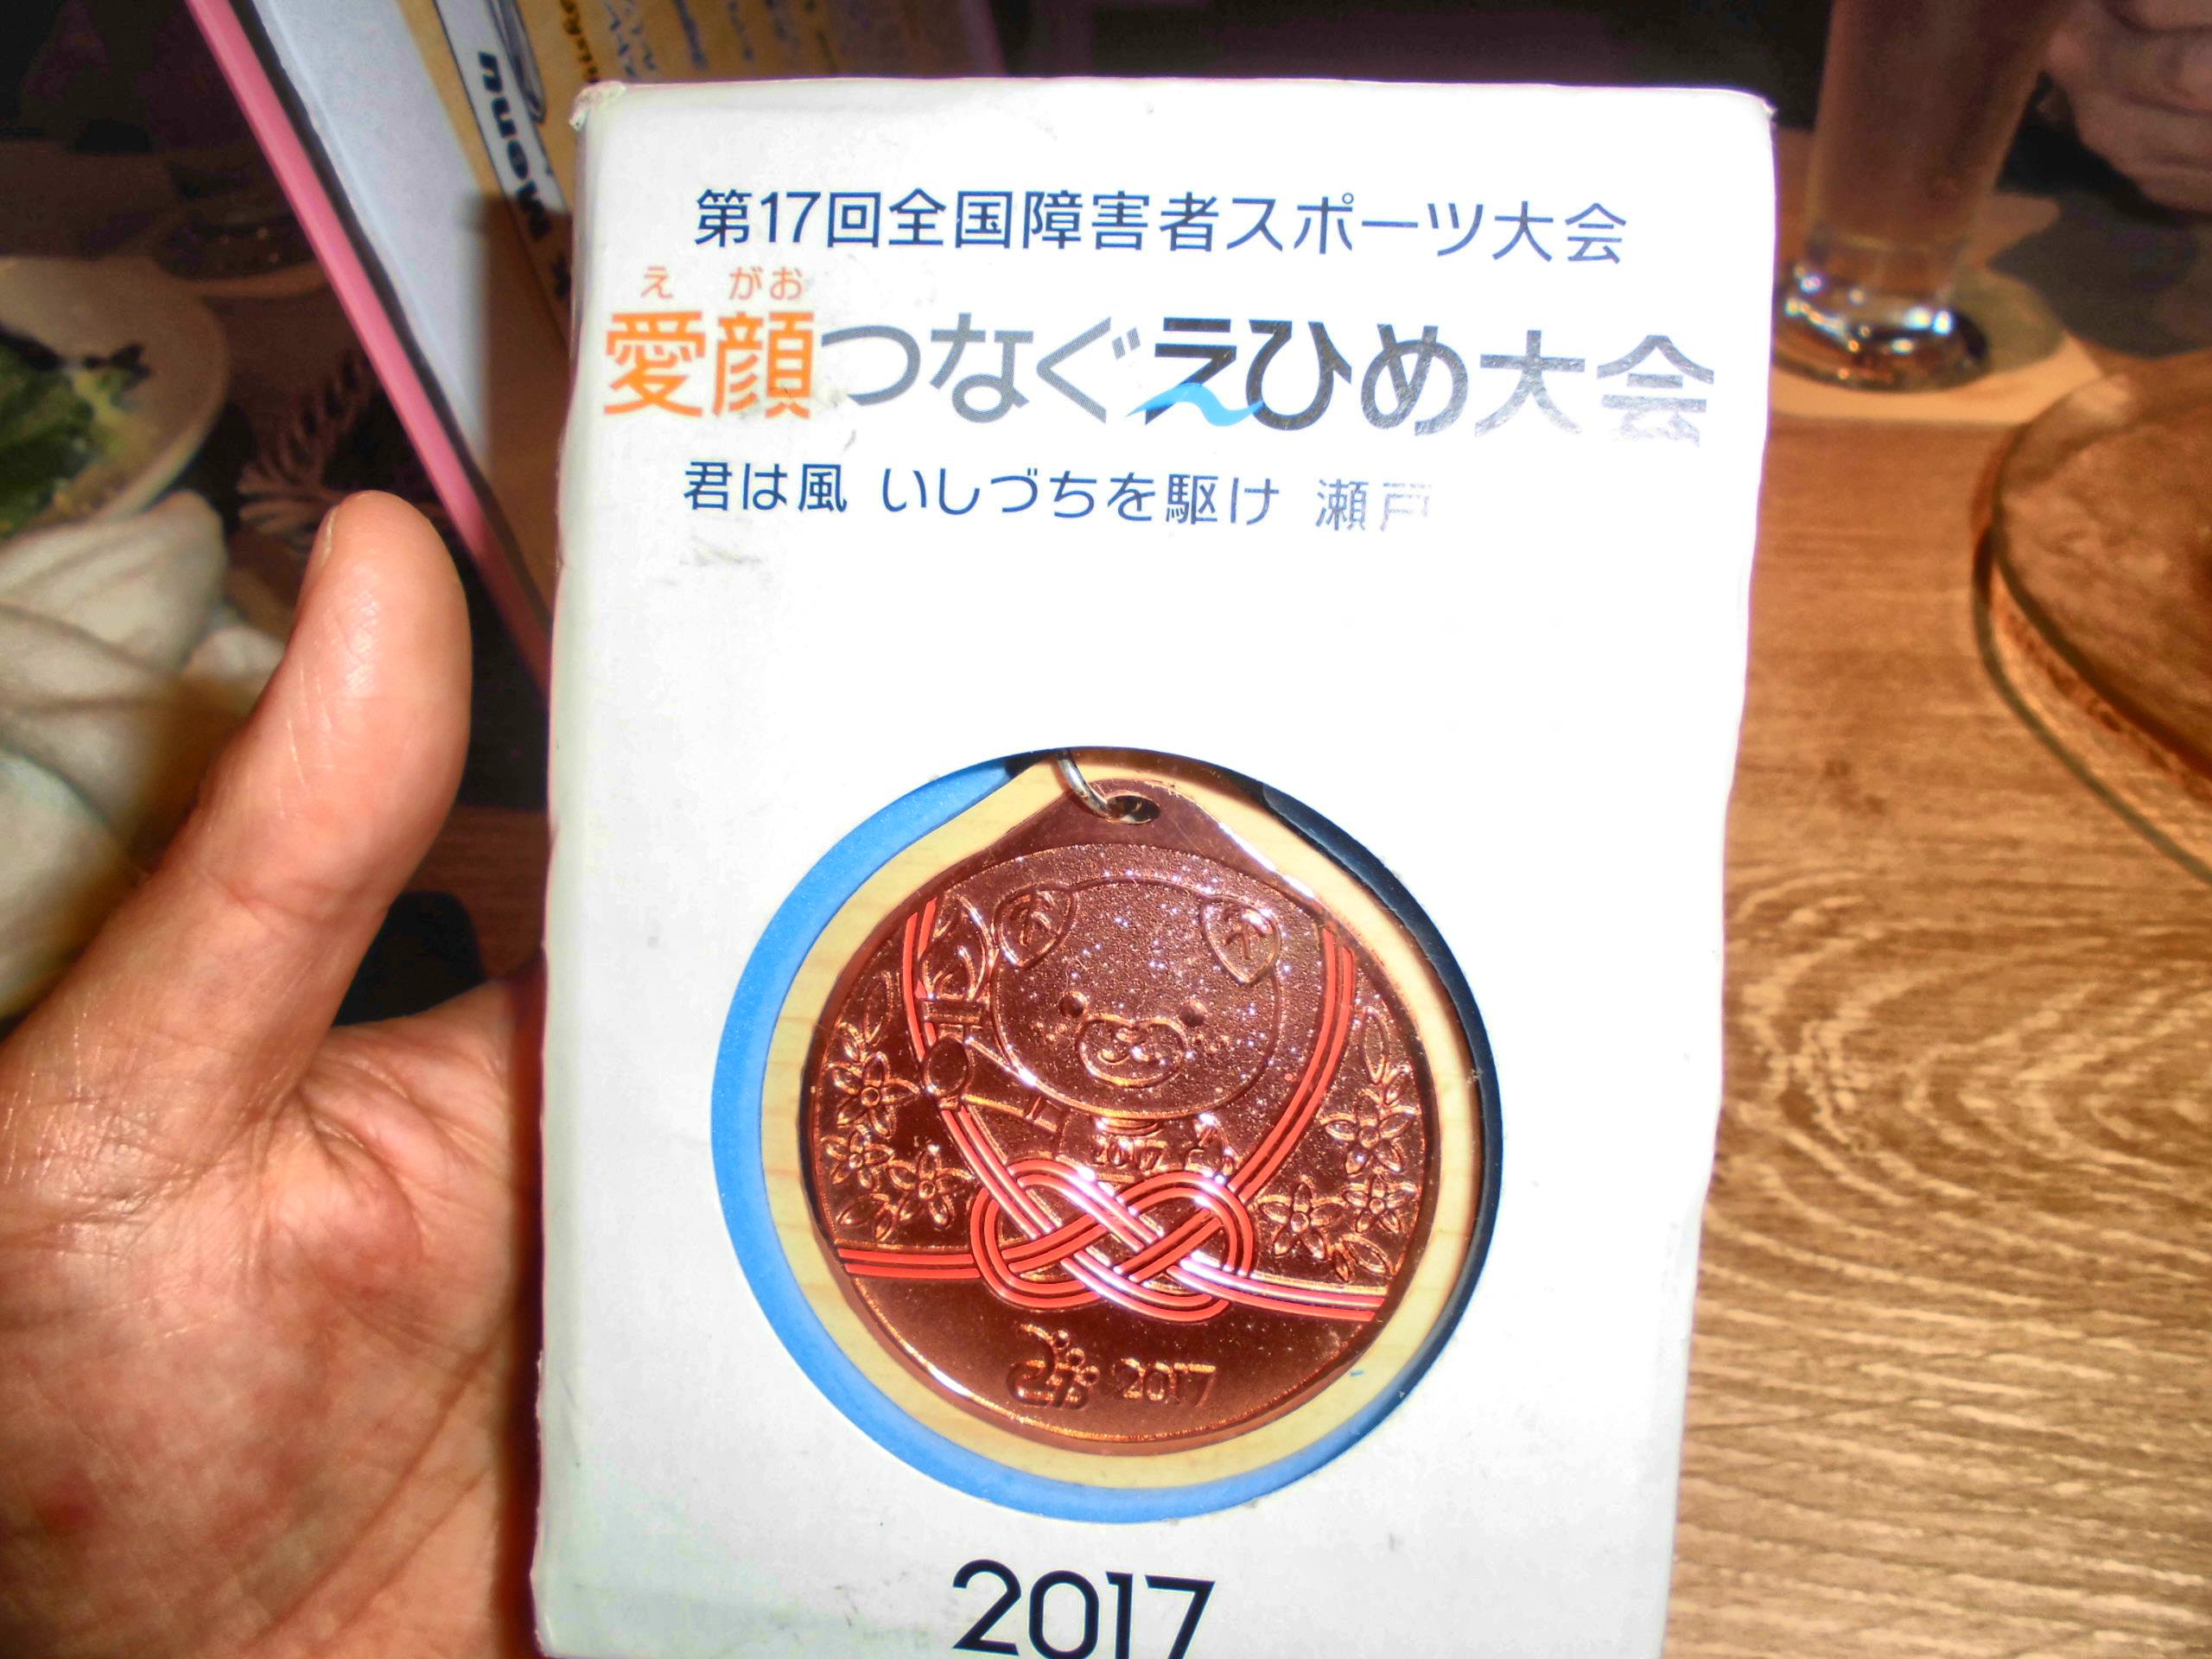 nuovi
第17回全国障害者スポーツ大会
え がお
愛顔つなぐえひめ大会
君は風 いしづちを駆け 瀬戸
2017
2017
2017